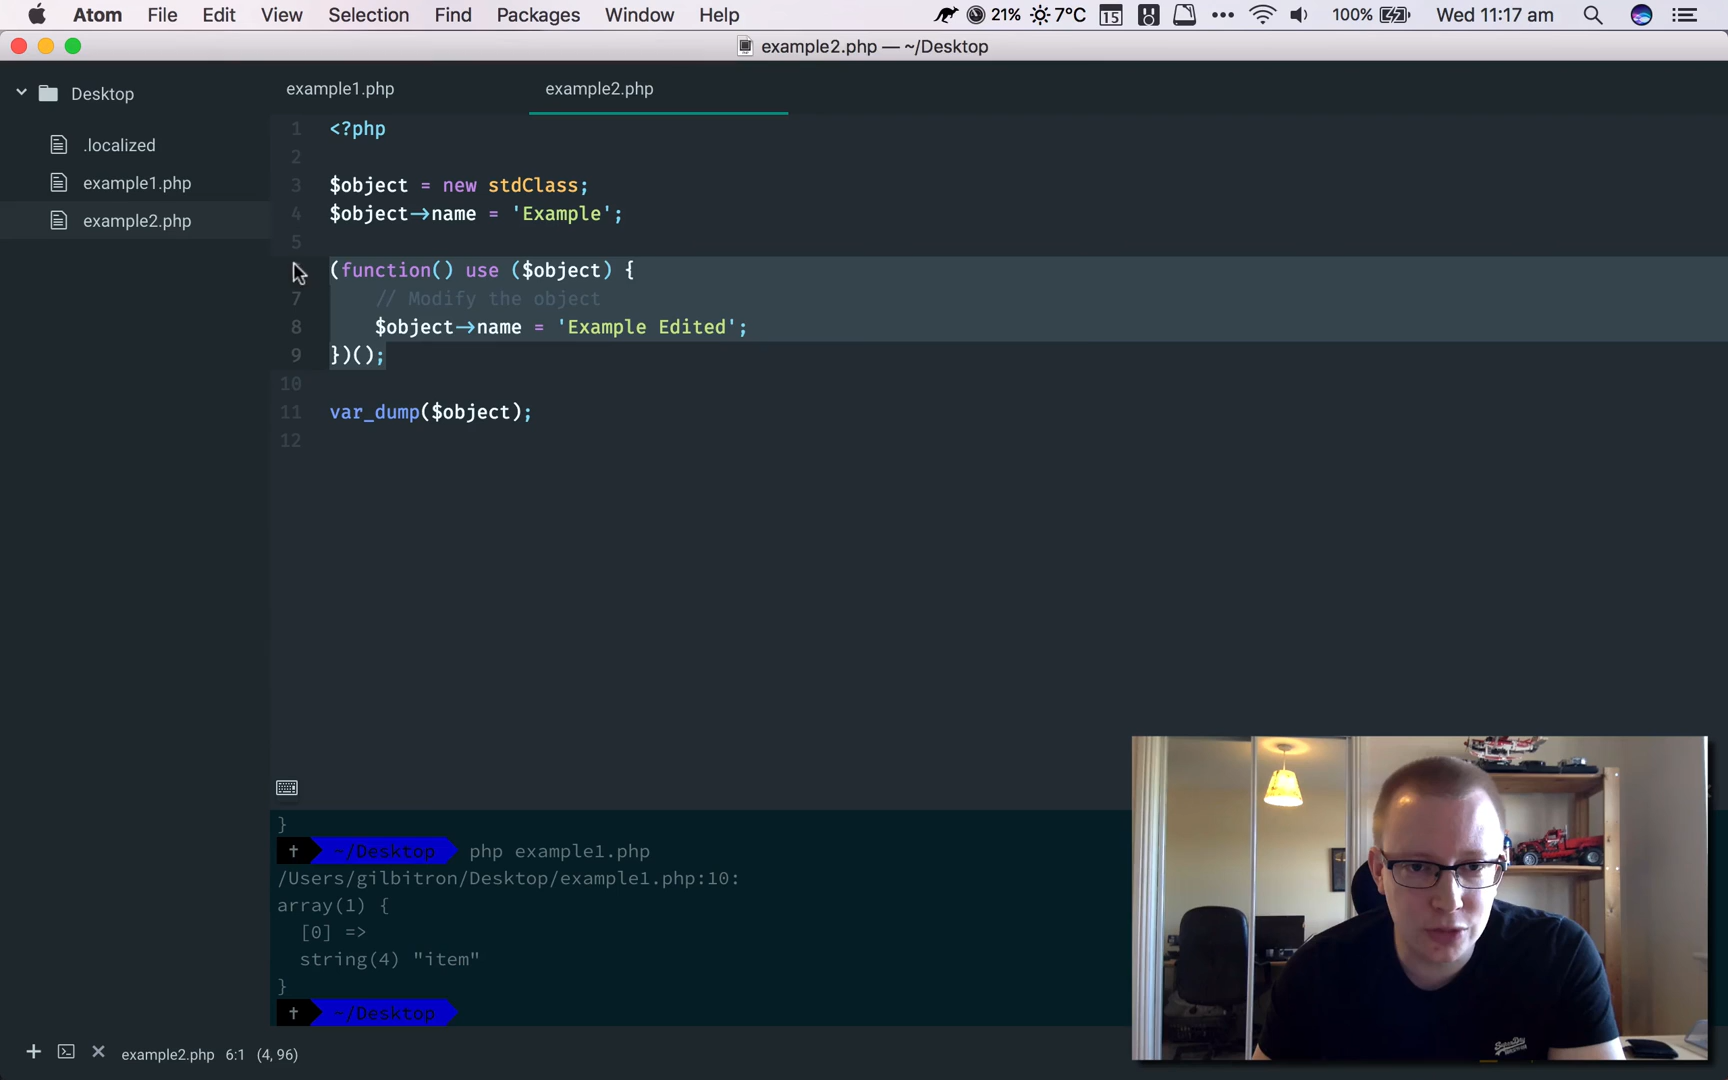 Atom File Edit View Selection Find Packages Window Help 21% 7°C 15 100% Wed 11:17 am
example2.php — ~/Desktop
Desktop
.localized
example1.php
example2.php
example1.php example2.php
1 <?php
2
3 $object = new stdClass;
4 $object->name = 'Example';
5
(function() use ($object) {
7 // Modify the object
8 $object->name = 'Example Edited';
9 })();
10
11 var_dump($object);
12
}
† ~/Desktop php example1.php
/Users/gilbitron/Desktop/example1.php:10:
array(1) {
[0] =>
string(4) "item"
}
† ~/Desktop
example2.php 6:1 (4, 96)
SuperDry